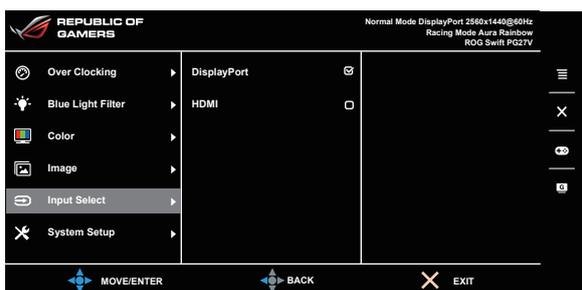 REPUBLIC OF
GAMERS
Normal Mode DisplayPort 2560x1440@60Hz
Racing Mode Aura Rainbow
ROG Swift PG27V
Over Clocking
DisplayPort
Blue Light Filter
HDMI
Color
Image
Input Select
System Setup
G
MOVE/ENTER
BACK
EXIT